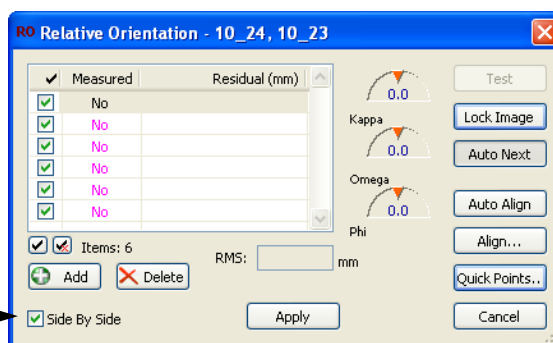 RO Relative Orientation - 10_24, 10_23
Measured Residual (mm)
No
No
No
No
No
No
Items: 6
Add Delete
Side By Side
0.0
Kappa
0.0
Omega
0.0
Phi
RMS: mm
Apply
Test
Lock Image
Auto Next
Auto Align
Align...
Quick Points..
Cancel